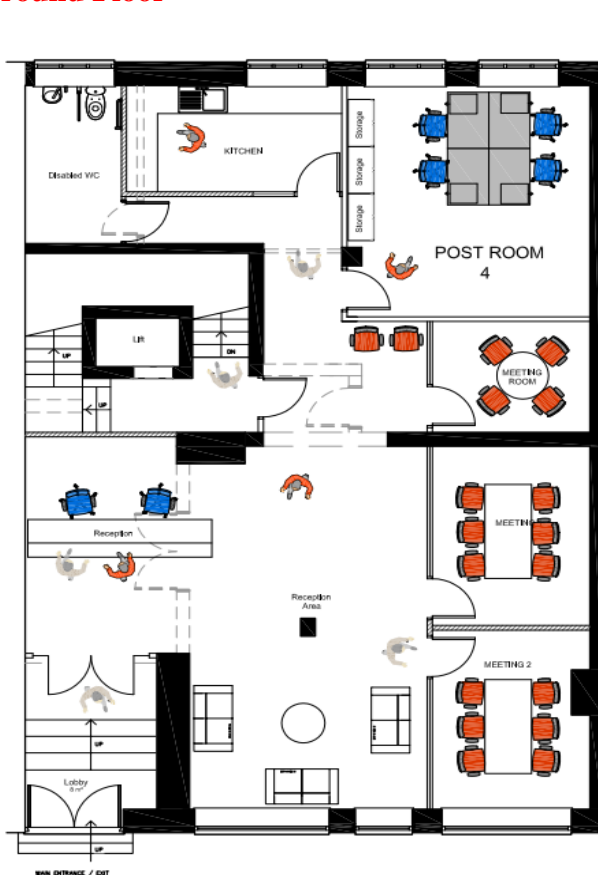 KITCHEN
Disabled WC
Storage
Storage
Storage
POST ROOM
4
Lift
UP
DN
UP
MEETING
ROOM
Reception
MEETING
Reception
Area
MEETING 2
UP
Lobby
UP
MAIN ENTRANCE / EXIT